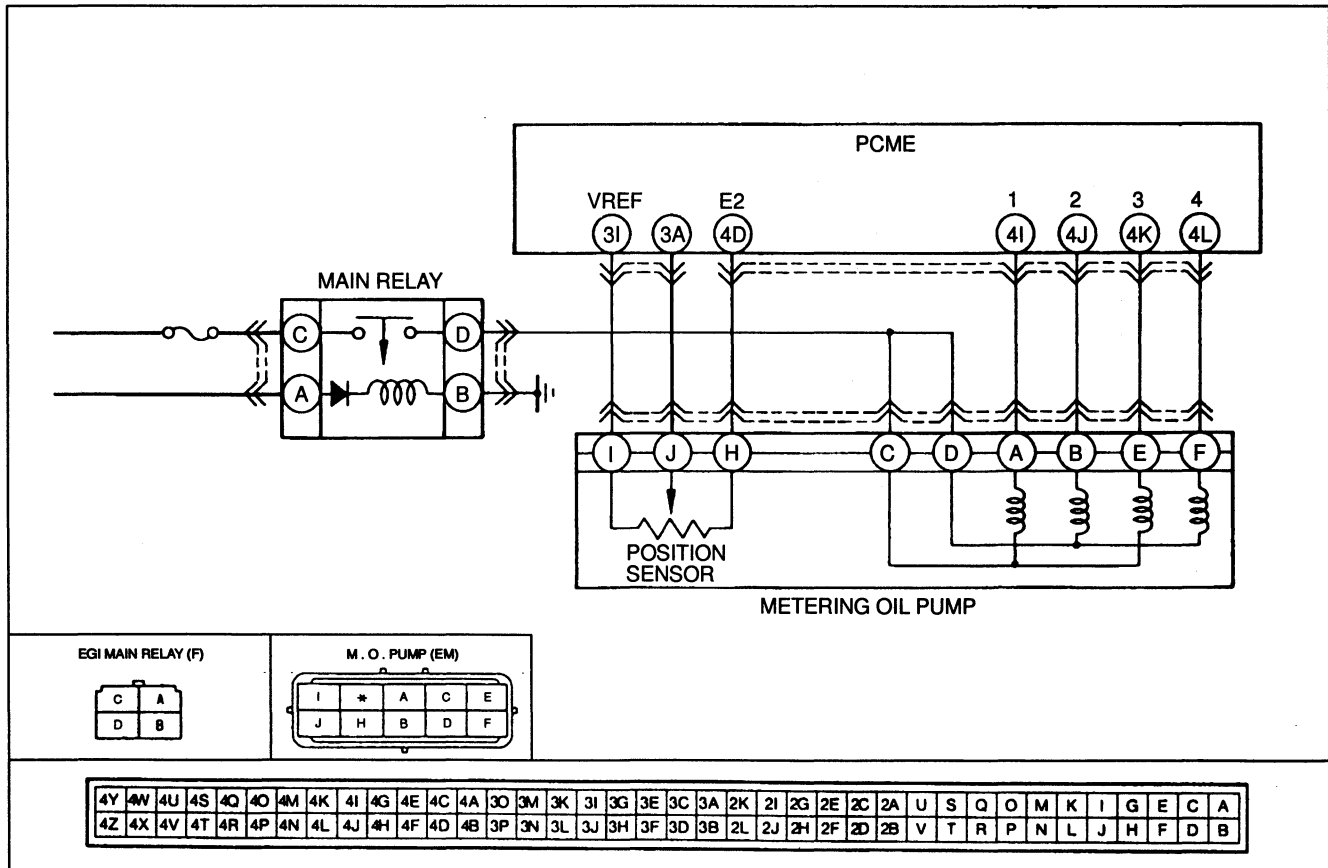 PCME
VREF E2 1 2 3 4
3I 3A 4D 4I 4J 4K 4L
MAIN RELAY
C D
A B
I J H C D A B E F
POSITION
SENSOR
METERING OIL PUMP
EGI MAIN RELAY (F)
C A
D B
M . O . PUMP (EM)
I * A C E
J H B D F
4Y 4W 4U 4S 4Q 4O 4M 4K 4I 4G 4E 4C 4A 3O 3M 3K 3I 3G 3E 3C 3A 2K 2I 2G 2E 2C 2A U S Q O M K I G E C A
4Z 4X 4V 4T 4R 4P 4N 4L 4J 4H 4F 4D 4B 3P 3N 3L 3J 3H 3F 3D 3B 2L 2J 2H 2F 2D 2B V T R P N L J H F D B